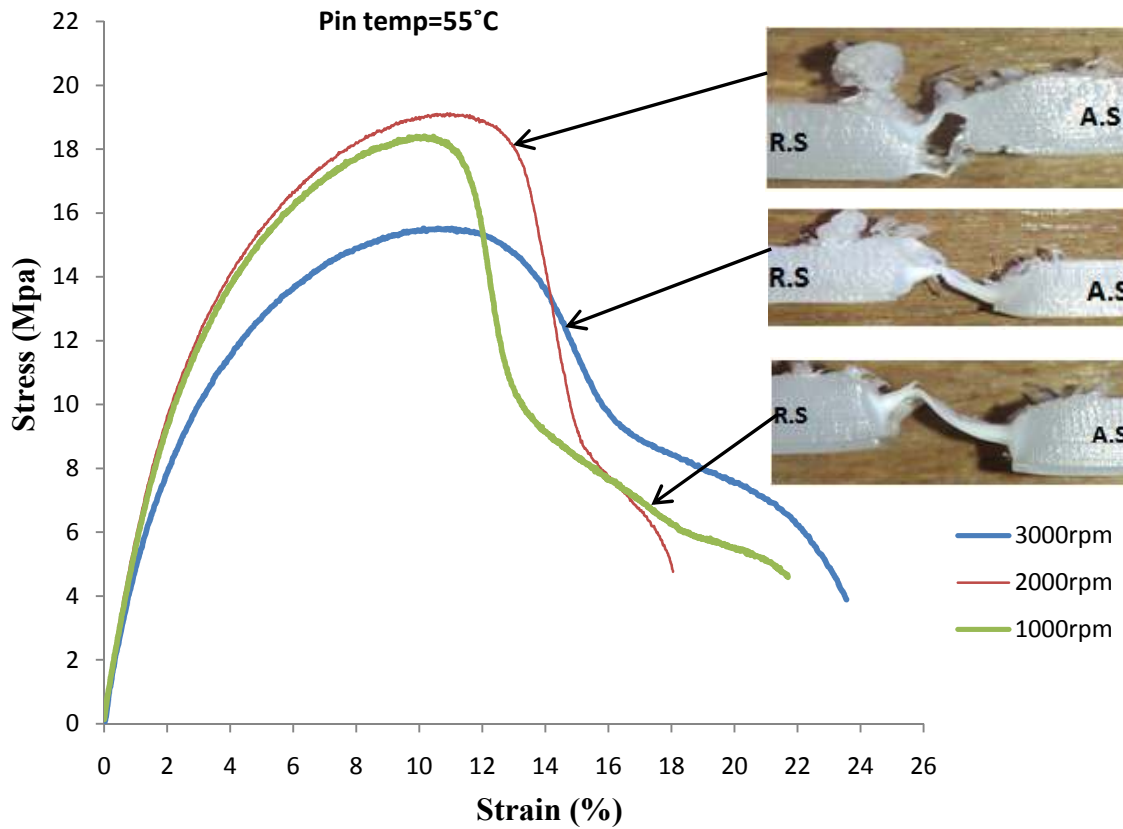 Pin temp=55˚C
Stress (Mpa)
22
20
18
16
14
12
10
8
6
4
2
0
0 2 4 6 8 10 12 14 16 18 20 22 24 26
Strain (%)
R.S
A.S
R.S
A.S
R.S
A.S
3000rpm
2000rpm
1000rpm